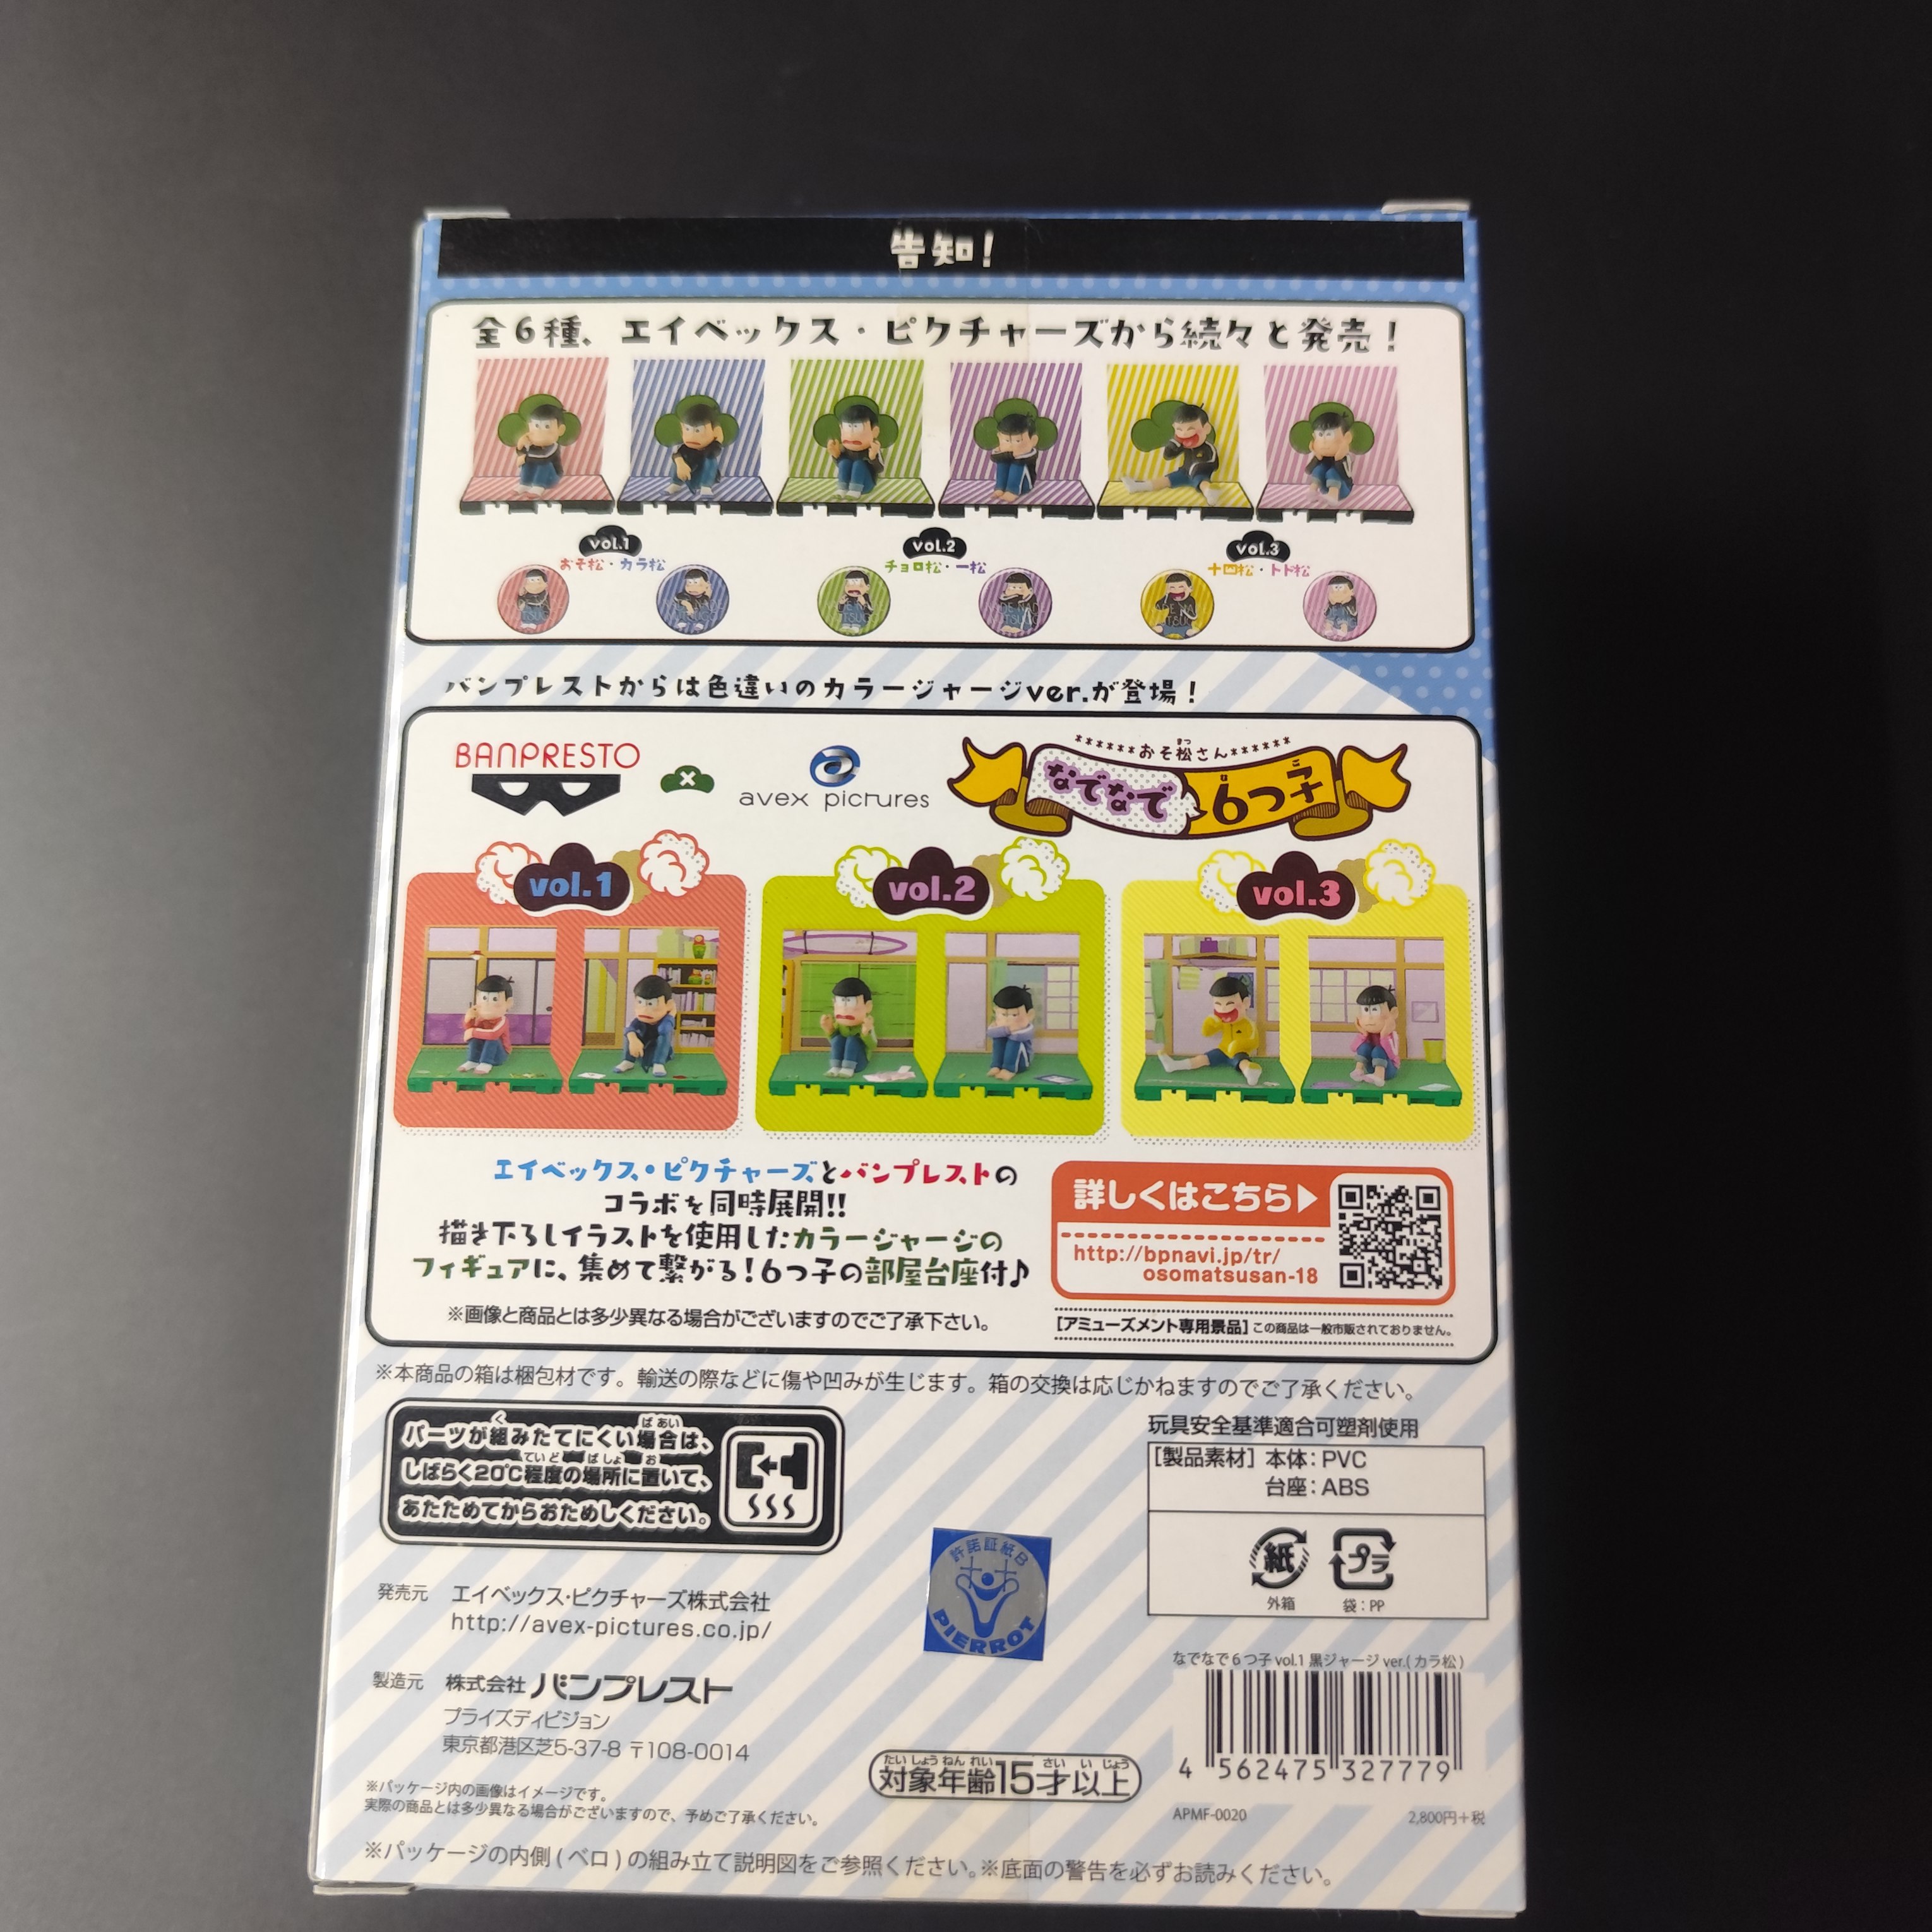 告知!
全6種、エイベックス・ピクチャーズから続々と発売!
vol.1
おそ松・カラ松
vol.2
チョロ松・一松
vol.3
十四松・トド松
バンプレストからは色違いのカラージャージver.が登場!
BANPRESTO
×
avex pictures
******おそ松さん******
なでなで6つ子
vol.1
vol.2
vol.3
エイベックス・ピクチャーズとバンプレストの
コラボを同時展開!!
描き下ろしイラストを使用したカラージャージの
フィギュアに、集めて繋がる!6つ子の部屋台座付♪
※画像と商品とは多少異なる場合がございますのでご了承下さい。
詳しくはこちら▶
http://bpnavi.jp/tr/
osomatsusan-18
[アミューズメント専用景品]この商品は一般市販されておりません。
※本商品の箱は梱包材です。輸送の際などに傷や凹みが生じます。箱の交換は応じかねますのでご了承ください。
パーツが組みたてにくい場合は、
しばらく20℃程度の場所に置いて、
あたためてからおためしください。
玩具安全基準適合可塑剤使用
[製品素材] 本体:PVC
台座:ABS
紙
プラ
外箱
袋:PP
発売元 エイベックス・ピクチャーズ株式会社
http://avex-pictures.co.jp/
許諾証紙B
PIERROT
製造元 株式会社バンプレスト
プライズディビジョン
東京都港区芝5-37-8 〒108-0014
なでなで6つ子 vol.1 黒ジャージ ver.(カラ松)
4 562475 327779
APMF-0020
2,800円+税
対象年齢15才以上
※パッケージ内の画像はイメージです。
実際の商品とは多少異なる場合がございますので、予めご了承ください。
※パッケージの内側(ベロ)の組み立て説明図をご参照ください。※底面の警告を必ずお読みください。